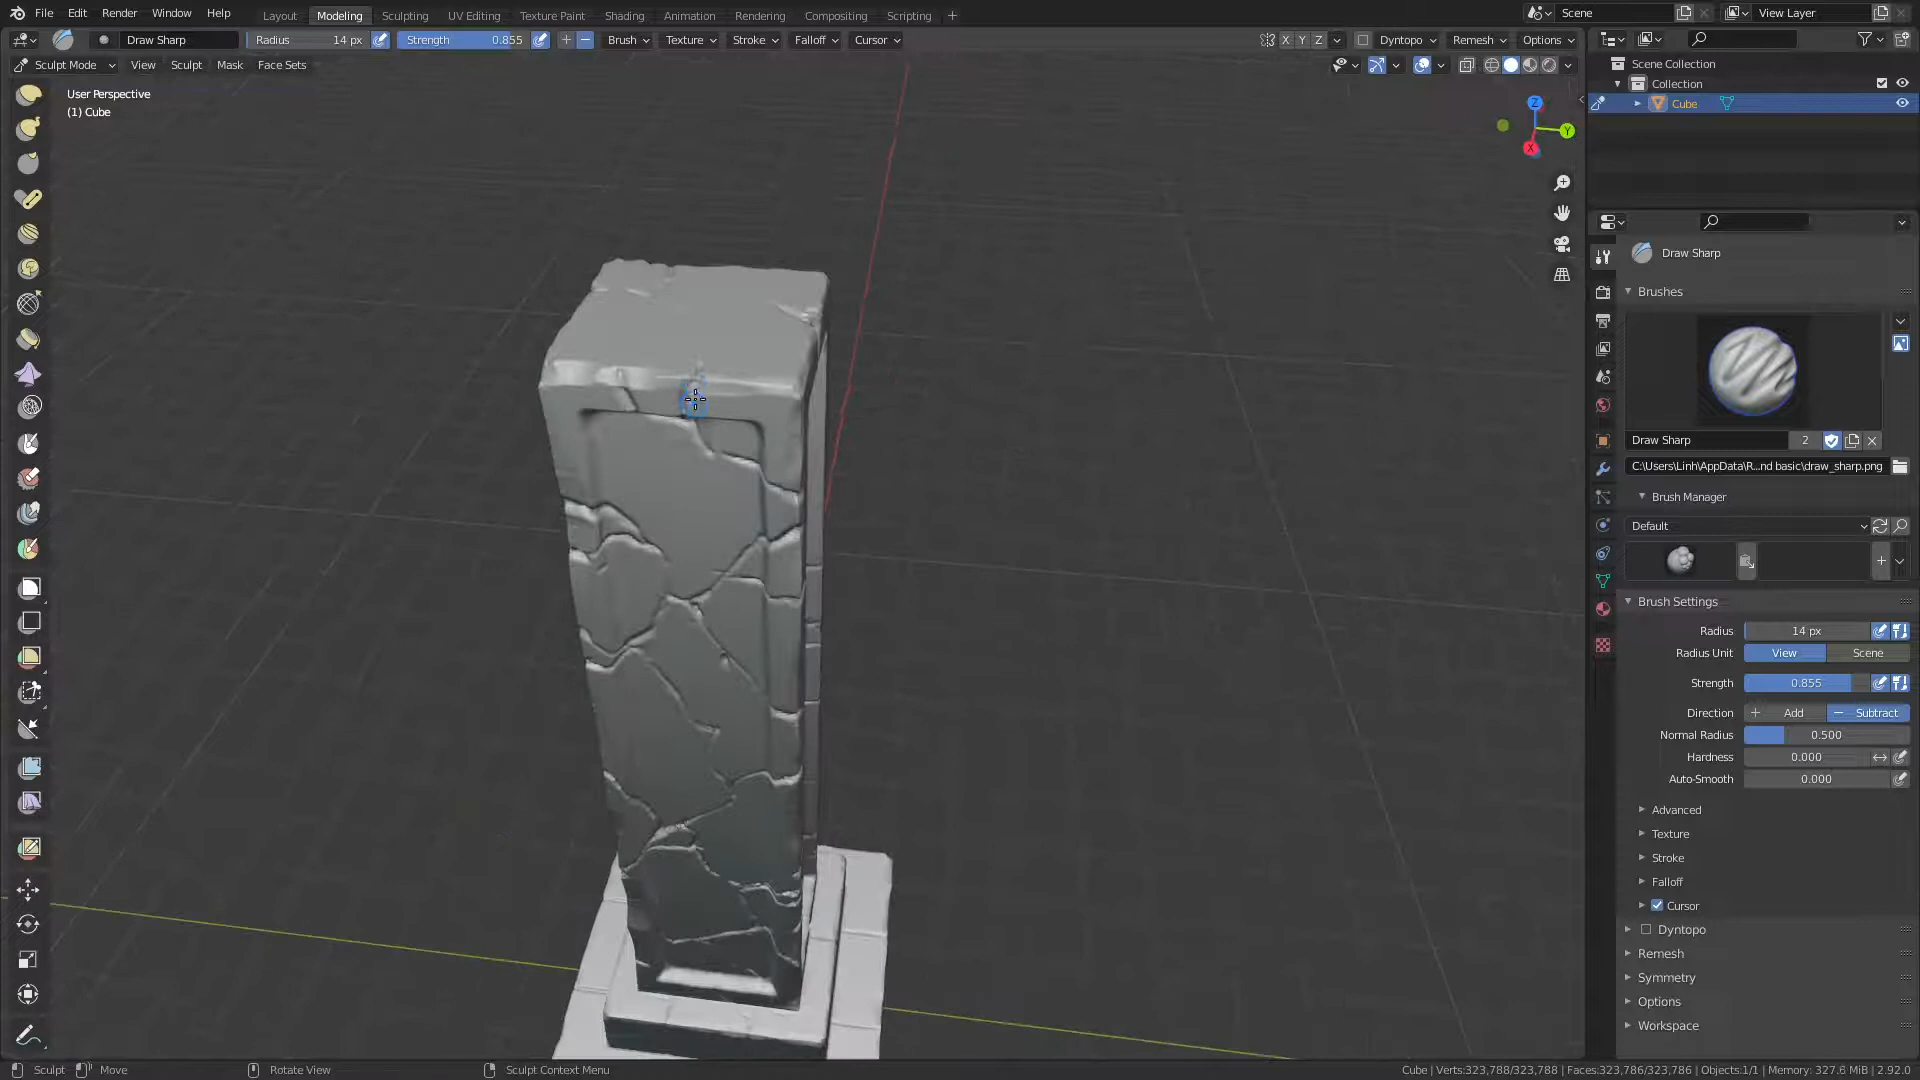 File Edit Render Window Help Layout Modeling Sculpting UV Editing Texture Paint Shading Animation Rendering Compositing Scripting + Scene View Layer
Draw Sharp Radius 14 px Strength 0.855 + − Brush Texture Stroke Falloff Cursor X Y Z Dyntopo Remesh Options
Sculpt Mode View Sculpt Mask Face Sets
User Perspective
(1) Cube
Z
Y
X
Scene Collection
Collection
Cube
Draw Sharp
Brushes
Draw Sharp 2
C:\Users\Linh\AppData\R...nd basic\draw_sharp.png
Brush Manager
Default
Brush Settings
Radius 14 px
Radius Unit View Scene
Strength 0.855
Direction + Add − Subtract
Normal Radius 0.500
Hardness 0.000
Auto-Smooth 0.000
Advanced
Texture
Stroke
Falloff
Cursor
Dyntopo
Remesh
Symmetry
Options
Workspace
Sculpt Move Rotate View Sculpt Context Menu Cube | Verts:323,788/323,788 | Faces:323,786/323,786 | Objects:1/1 | Memory: 327.6 MiB | 2.92.0